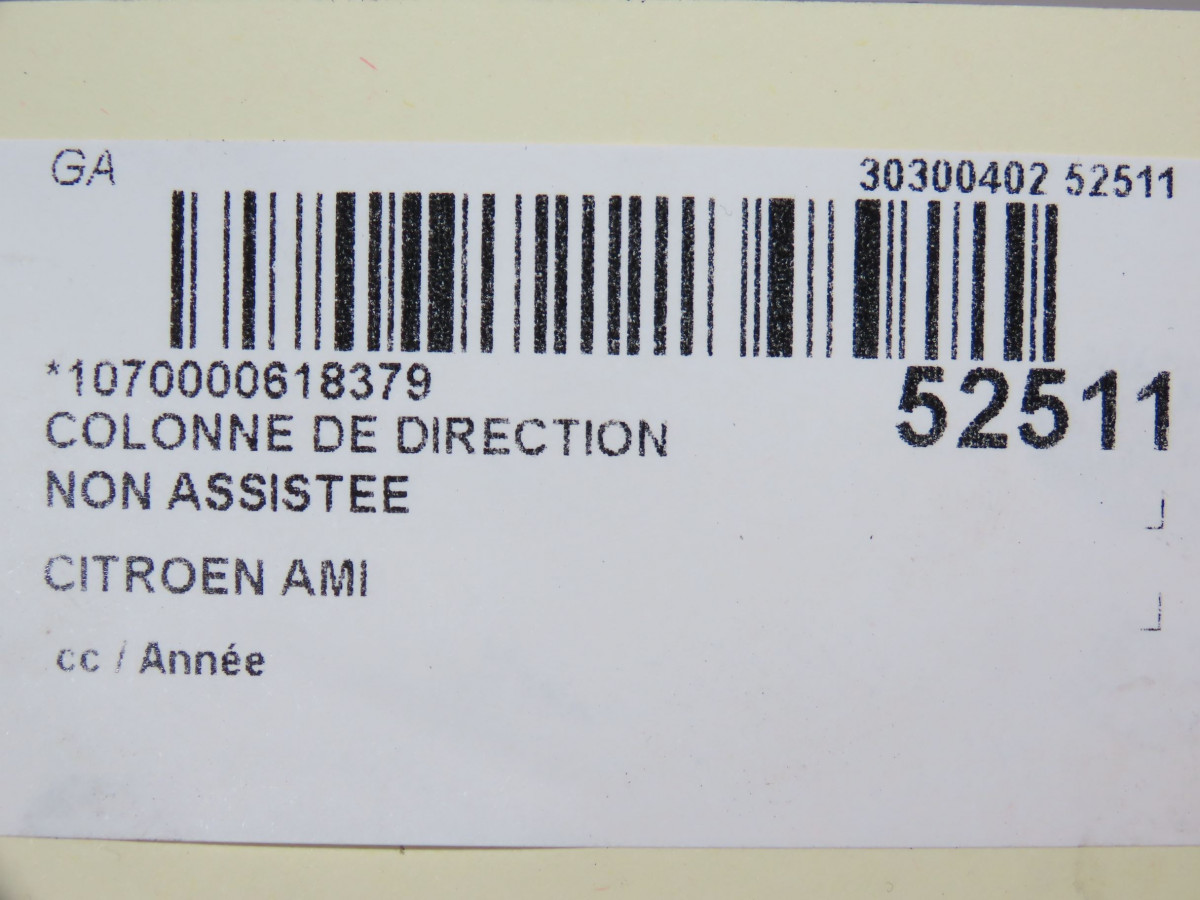 GA
30300402 52511
*1070000618379
52511
COLONNE DE DIRECTION
NON ASSISTEE
CITROEN AMI
cc / Année